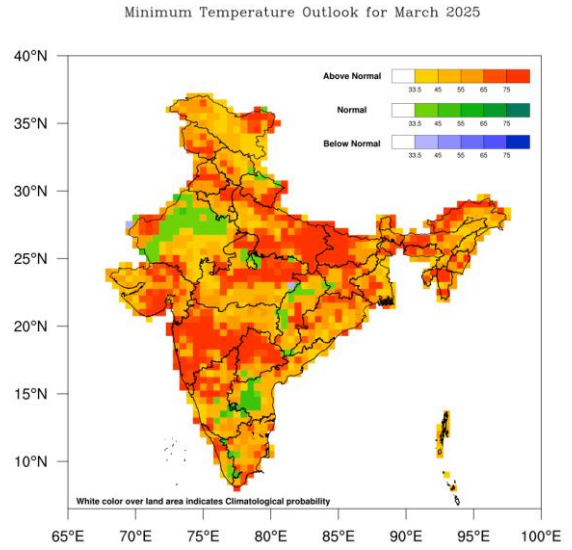 Minimum Temperature Outlook for March 2025
40°N
35°N
30°N
25°N
20°N
15°N
10°N
Above Normal
33.5 45 55 65 75
Normal
33.5 45 55 65 75
Below Normal
33.5 45 55 65 75
White color over land area indicates Climatological probability
65°E 70°E 75°E 80°E 85°E 90°E 95°E 100°E